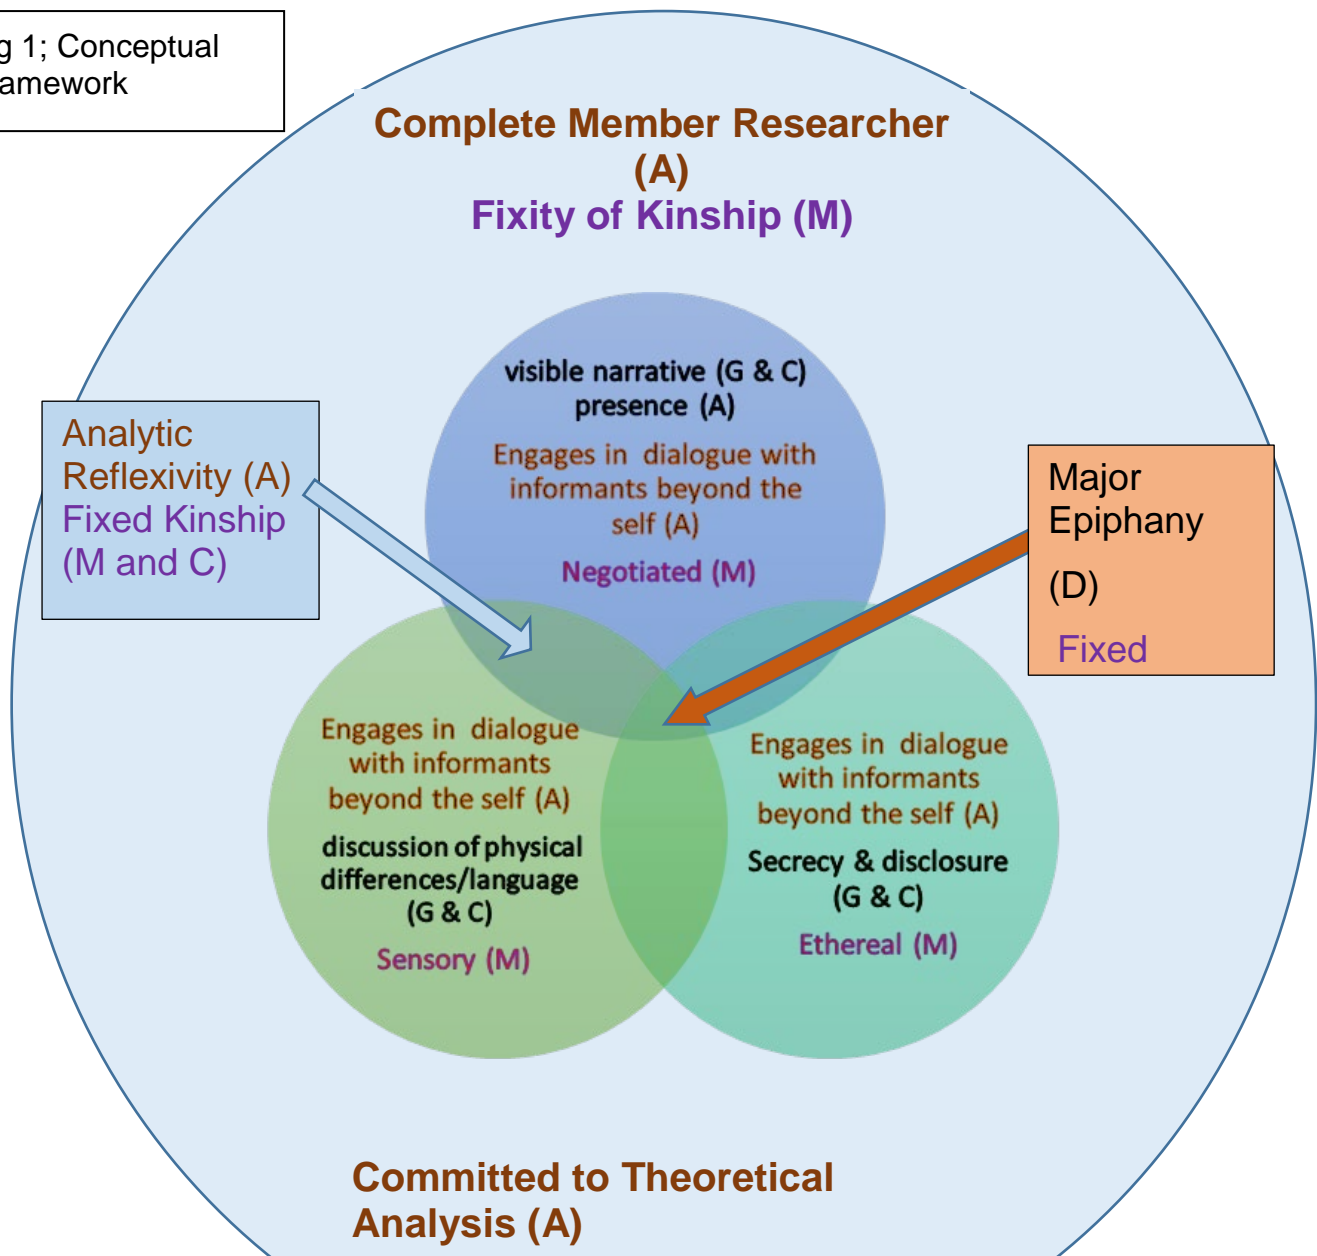 g 1; Conceptual
amework
Complete Member Researcher
(A)
Fixity of Kinship (M)
visible narrative (G & C)
presence (A)
Engages in dialogue with
informants beyond the
self (A)
Negotiated (M)
Analytic
Reflexivity (A)
Fixed Kinship
(M and C)
Major
Epiphany
(D)
Fixed
Engages in dialogue
with informants
beyond the self (A)
discussion of physical
differences/language
(G & C)
Sensory (M)
Engages in dialogue
with informants
beyond the self (A)
Secrecy & disclosure
(G & C)
Ethereal (M)
Committed to Theoretical
Analysis (A)